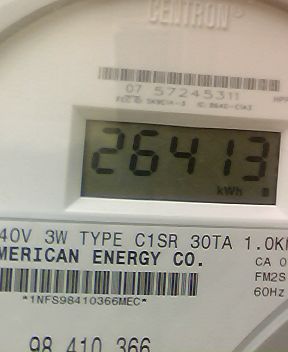 CENTRON®
07 57245311
26413
kWh
40V 3W TYPE C1SR 30TA 1.0K
MERICAN ENERGY CO.
CA 0
FM2S
*1NFS98410366MEC*
60Hz
98 410 366